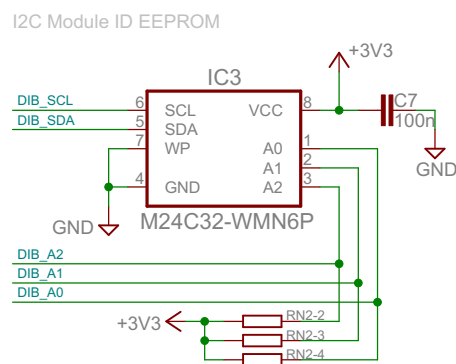 I2C Module ID EEPROM
+3V3
IC3
DIB_SCL 6 SCL VCC 8 C7
DIB_SDA 5 SDA 100n
7 WP A0 1
A1 2
4 GND A2 3
GND
GND
M24C32-WMN6P
DIB_A2
DIB_A1
DIB_A0
+3V3
RN2-2
RN2-3
RN2-4